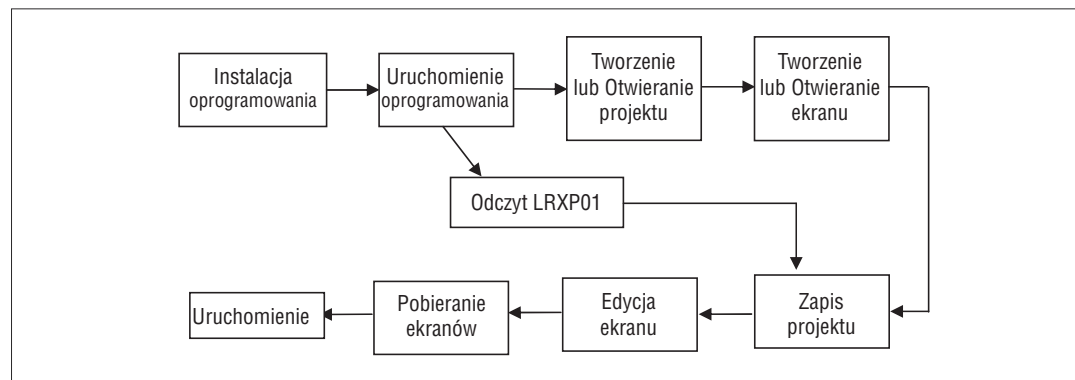 Instalacja
oprogramowania
Uruchomienie
oprogramowania
Tworzenie
lub Otwieranie
projektu
Tworzenie
lub Otwieranie
ekranu
Odczyt LRXP01
Uruchomienie
Pobieranie
ekranów
Edycja
ekranu
Zapis
projektu